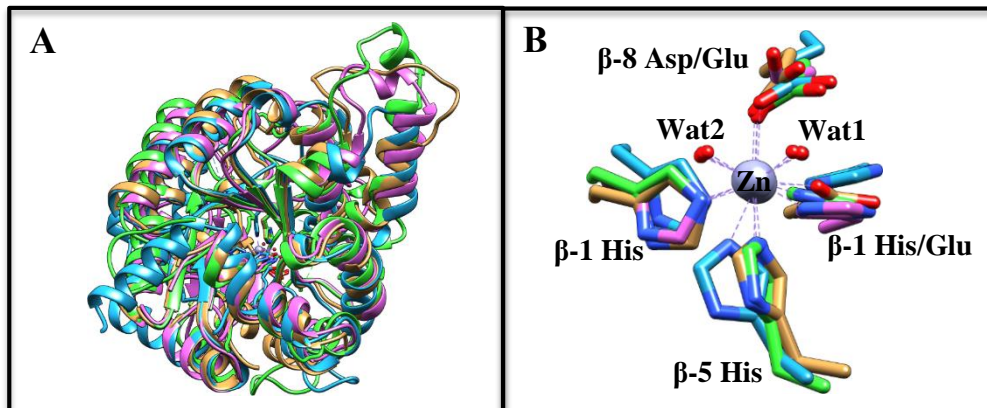 A
B
β-8 Asp/Glu
Wat2
Wat1
Zn
β-1 His
β-1 His/Glu
β-5 His